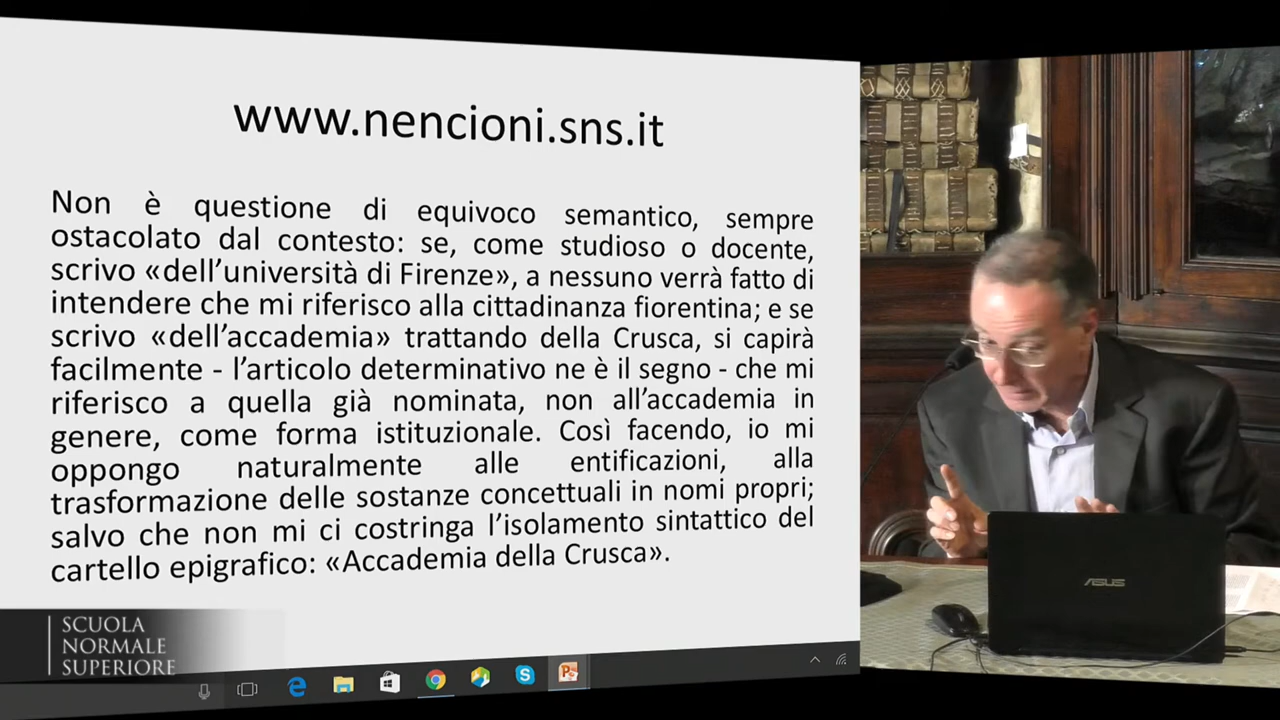 www.nencioni.sns.it
Non è questione di equivoco semantico, sempre
ostacolato dal contesto: se, come studioso o docente,
scrivo «dell'università di Firenze», a nessuno verrà fatto di
intendere che mi riferisco alla cittadinanza fiorentina; e se
scrivo «dell'accademia» trattando della Crusca, si capirà
facilmente - l'articolo determinativo ne è il segno - che mi
riferisco a quella già nominata, non all'accademia in
genere, come forma istituzionale. Così facendo, io mi
oppongo naturalmente alle entificazioni, alla
trasformazione delle sostanze concettuali in nomi propri;
salvo che non mi ci costringa l'isolamento sintattico del
cartello epigrafico: «Accademia della Crusca».
SCUOLA
NORMALE
SUPERIORE
ASUS